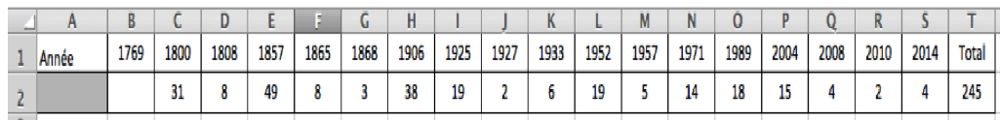 A B C D E F G H I J K L M N O P Q R S T
1 Année 1769 1800 1808 1857 1865 1868 1906 1925 1927 1933 1952 1957 1971 1989 2004 2008 2010 2014 Total
2 31 8 49 8 3 38 19 2 6 19 5 14 18 15 4 2 4 245